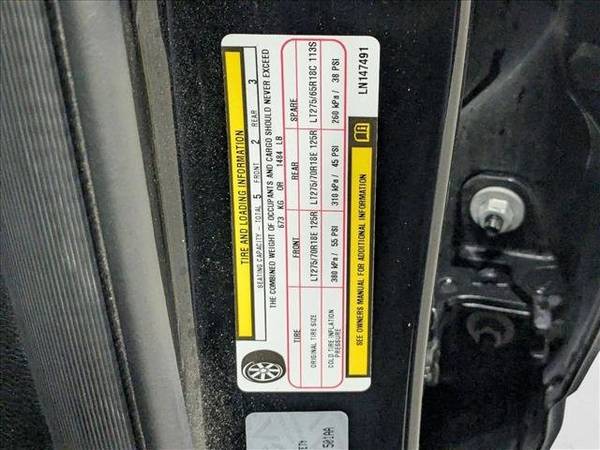 TIRE AND LOADING INFORMATION
SEATING CAPACITY - TOTAL 5 FRONT 2 REAR 3
THE COMBINED WEIGHT OF OCCUPANTS AND CARGO SHOULD NEVER EXCEED
673 KG OR 1484 LB
TIRE FRONT REAR SPARE
ORIGINAL TIRE SIZE LT275/70R18E 125R LT275/70R18E 125R LT275/65R18C 113S
COLD TIRE INFLATION PRESSURE 380 kPa / 55 PSI 310 kPa / 45 PSI 260 kPa / 38 PSI
SEE OWNERS MANUAL FOR ADDITIONAL INFORMATION
LN147491
501AA